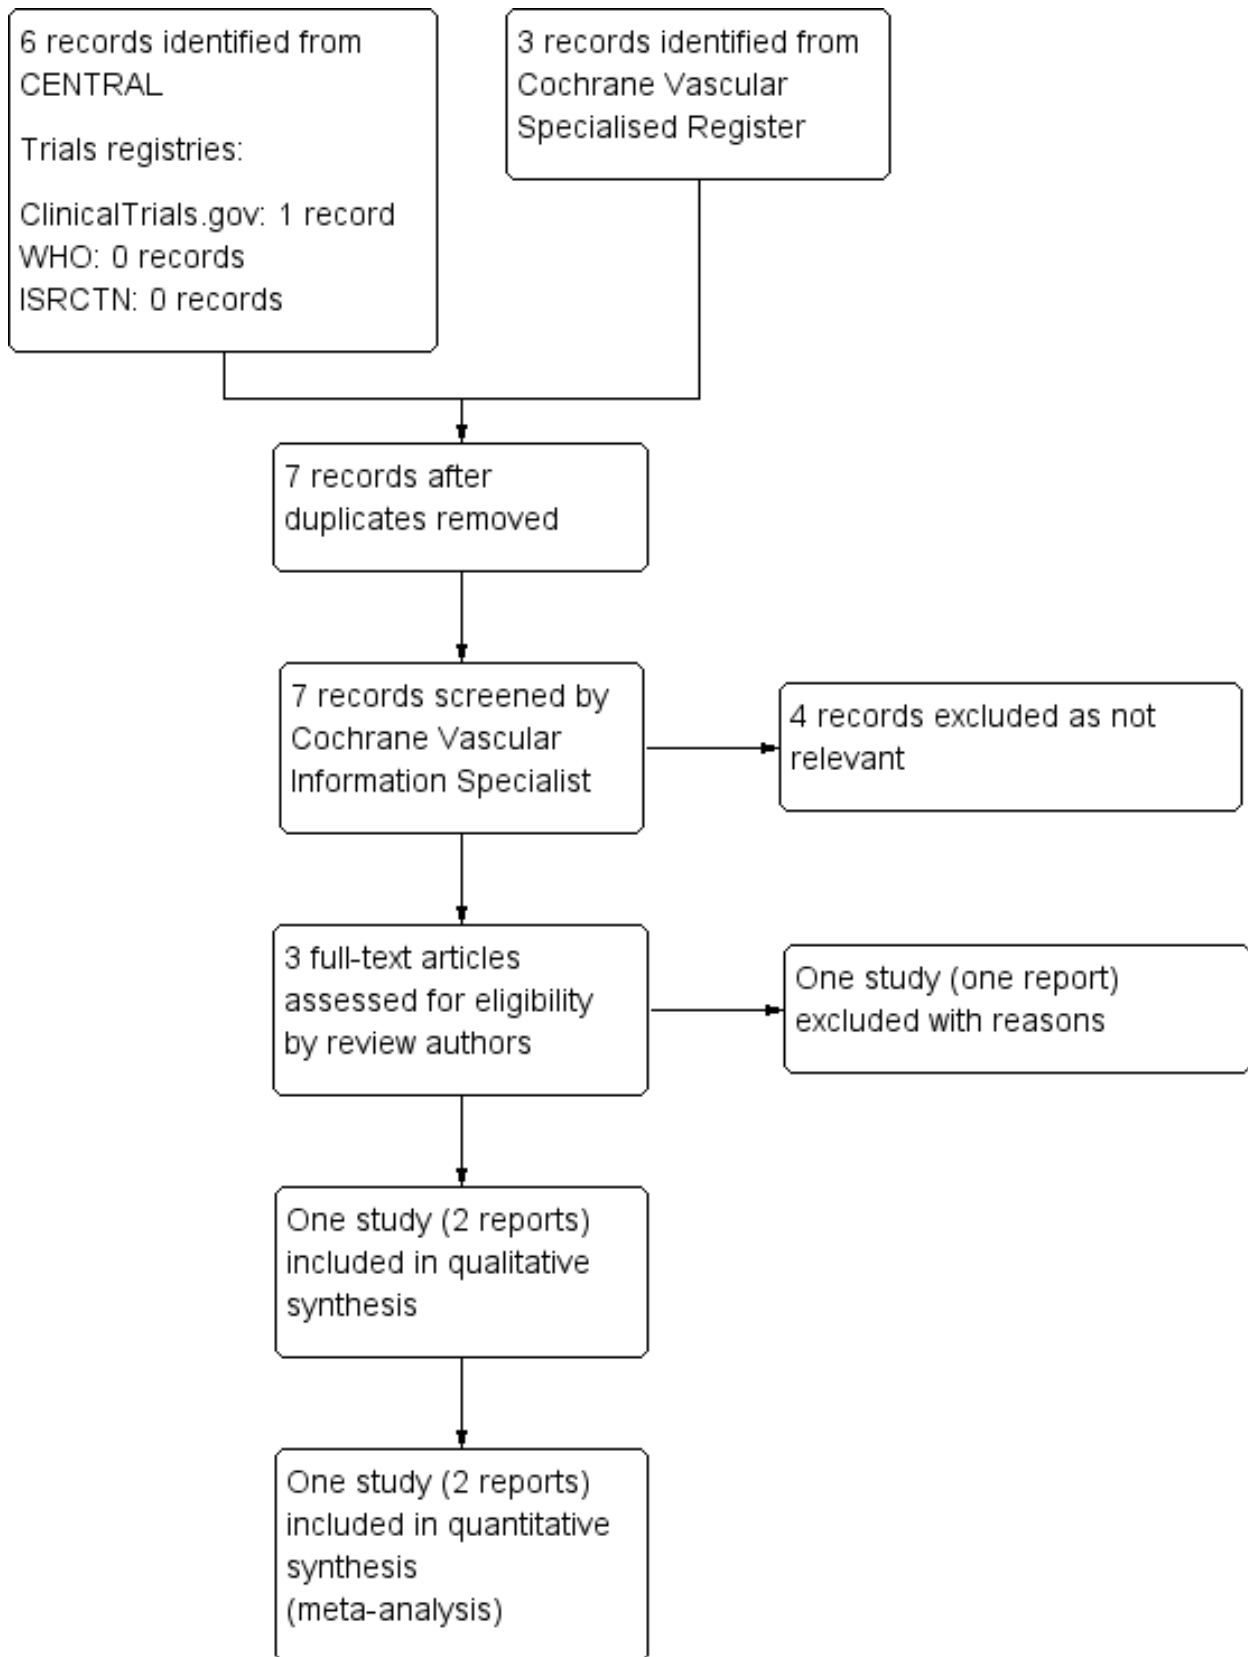 6 records identified from
CENTRAL
Trials registries:
ClinicalTrials.gov: 1 record
WHO: 0 records
ISRCTN: 0 records
3 records identified from
Cochrane Vascular
Specialised Register
7 records after
duplicates removed
7 records screened by
Cochrane Vascular
Information Specialist
4 records excluded as not
relevant
3 full-text articles
assessed for eligibility
by review authors
One study (one report)
excluded with reasons
One study (2 reports)
included in qualitative
synthesis
One study (2 reports)
included in quantitative
synthesis
(meta-analysis)